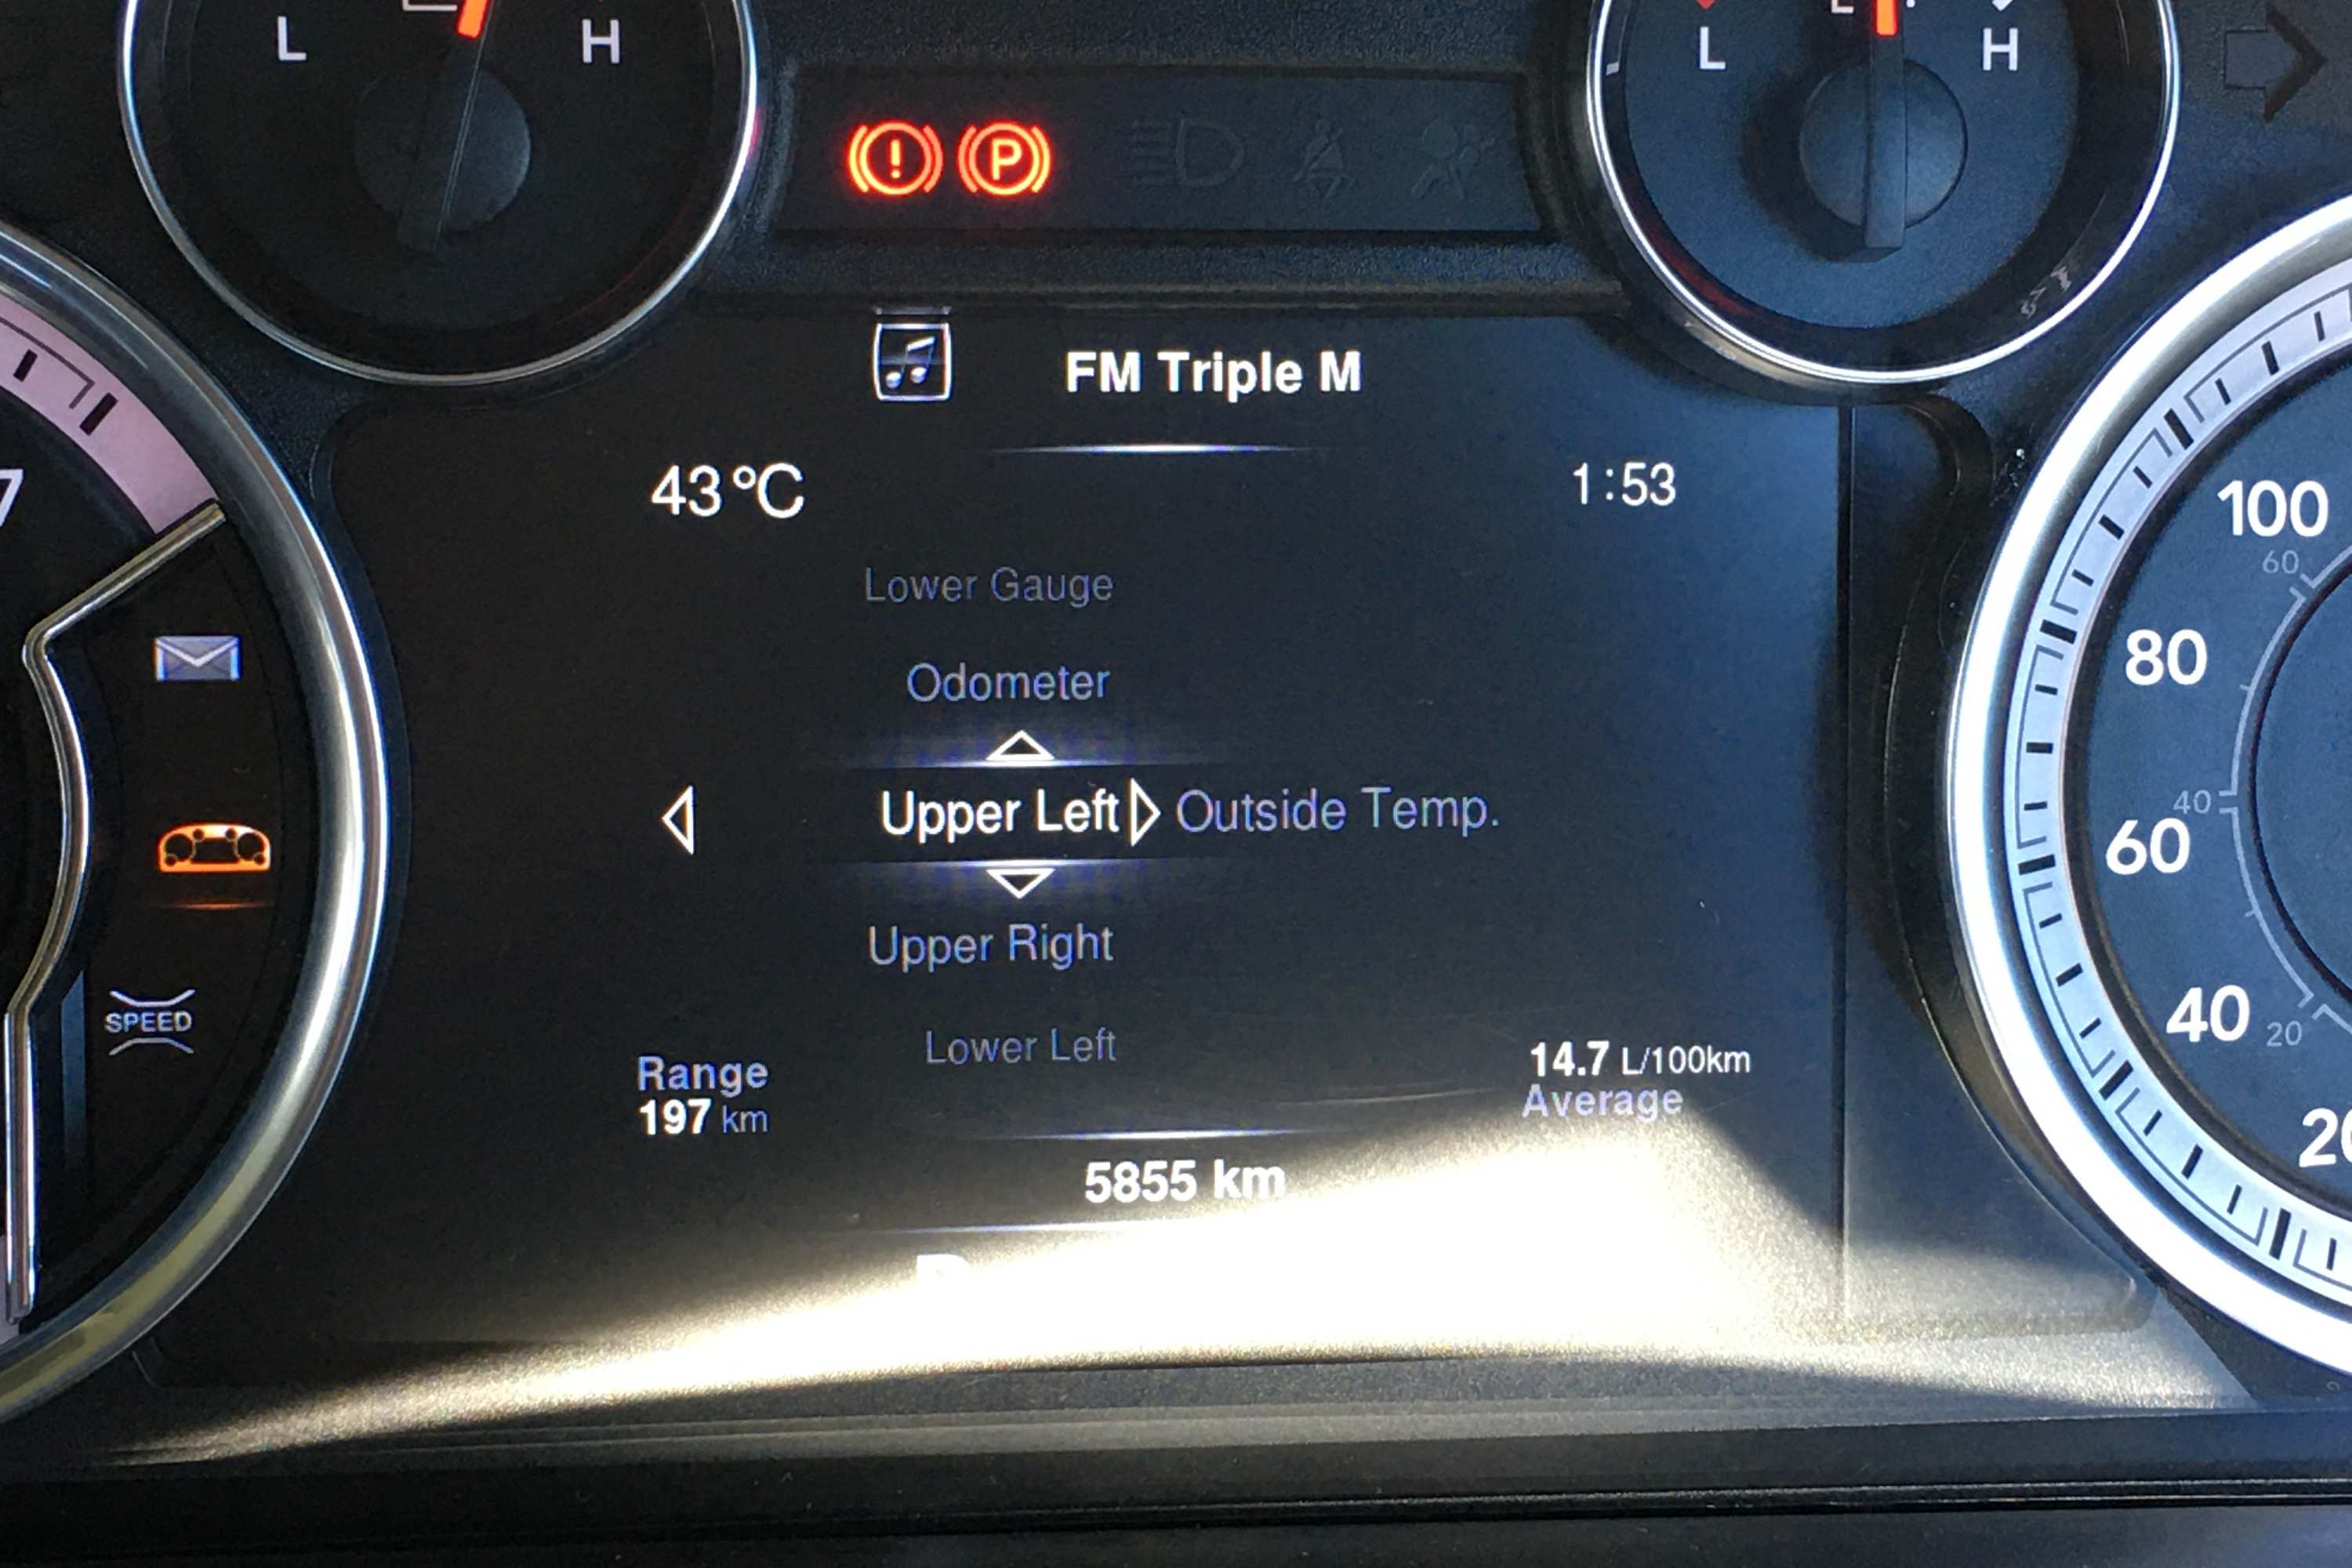 L H
L H
P
FM Triple M
43°C 1:53
7
100
60
Lower Gauge
80
Odometer
40
60
Upper Left Outside Temp.
Upper Right
SPEED
40
20
Lower Left
Range
197 km
14.7 L/100km
Average
5855 km